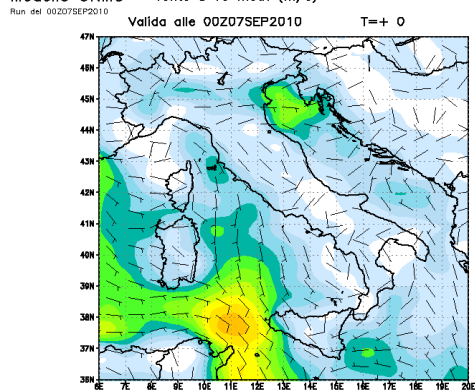 Run del 00Z07SEP2010
Valida alle 00Z07SEP2010 T=+ 0
47N
46N
45N
44N
43N
42N
41N
40N
39N
38N
37N
36N
6E 7E 8E 9E 10E 11E 12E 13E 14E 15E 16E 17E 18E 19E 20E